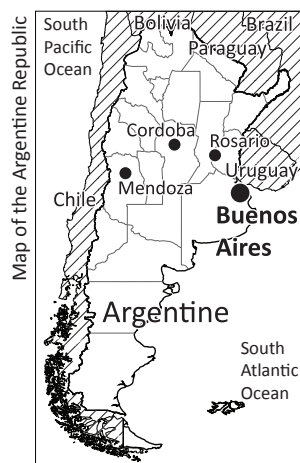 Map of the Argentine Republic
South
Pacific
Ocean
Bolivia
Brazil
Paraguay
Cordoba
Rosario
Uruguay
Mendoza
Chile
Buenos
Aires
Argentine
South
Atlantic
Ocean